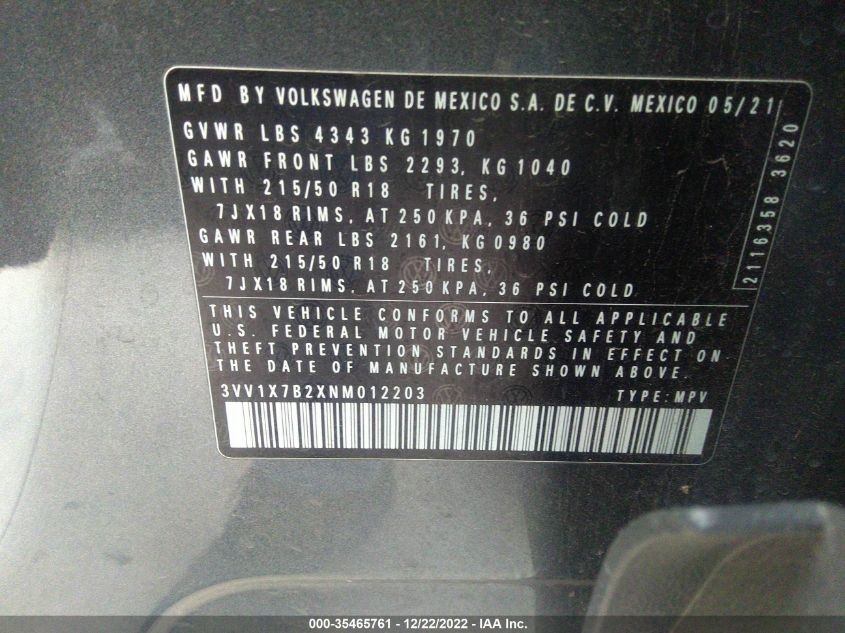 MFD BY VOLKSWAGEN DE MEXICO S.A. DE C.V. MEXICO 05/21
GVWR LBS 4343 KG 1970
GAWR FRONT LBS 2293, KG 1040
WITH 215/50 R18 TIRES,
7JX18 RIMS, AT 250 KPA, 36 PSI COLD
GAWR REAR LBS 2161, KG 0980
WITH 215/50 R18 TIRES,
7JX18 RIMS, AT 250 KPA, 36 PSI COLD
2116358 3620
THIS VEHICLE CONFORMS TO ALL APPLICABLE
U.S. FEDERAL MOTOR VEHICLE SAFETY AND
THEFT PREVENTION STANDARDS IN EFFECT ON
THE DATE OF MANUFACTURE SHOWN ABOVE.
3VV1X7B2XNM012203 TYPE: MPV
000-35465761 - 12/22/2022 - IAA Inc.